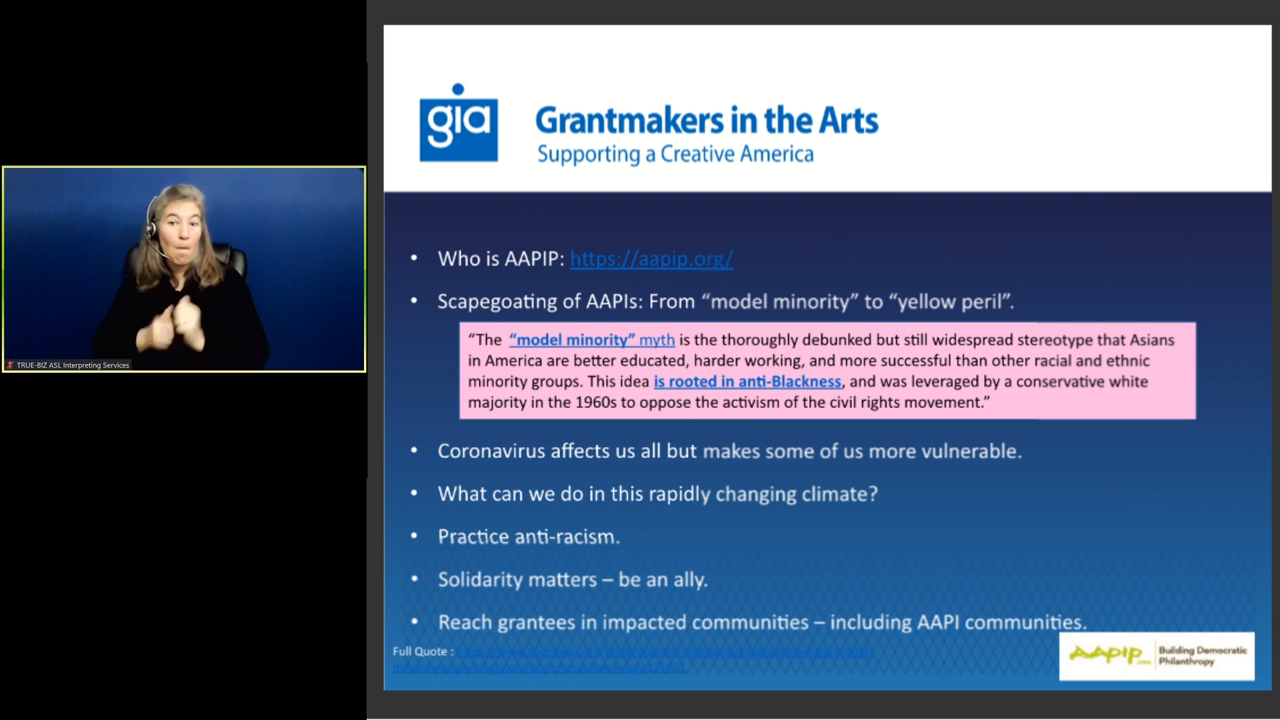 gia
Grantmakers in the Arts
Supporting a Creative America
• Who is AAPIP: https://aapip.org/
• Scapegoating of AAPIs: From “model minority” to “yellow peril”.
“The “model minority” myth is the thoroughly debunked but still widespread stereotype that Asians
in America are better educated, harder working, and more successful than other racial and ethnic
minority groups. This idea is rooted in anti-Blackness, and was leveraged by a conservative white
majority in the 1960s to oppose the activism of the civil rights movement.”
• Coronavirus affects us all but makes some of us more vulnerable.
• What can we do in this rapidly changing climate?
• Practice anti-racism.
• Solidarity matters – be an ally.
• Reach grantees in impacted communities – including AAPI communities.
Full Quote :
AAPIP.ORG
Building Democratic
Philanthropy
TRUE-BIZ ASL Interpreting Services